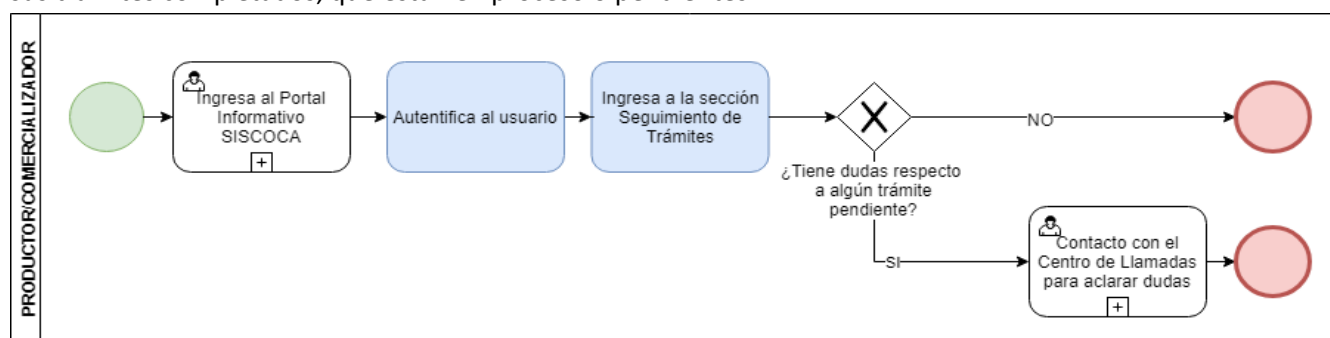 PRODUCTOR/COMERCIALIZADOR
Ingresa al Portal
Informativo
SISCOCA
Autentifica al usuario
Ingresa a la sección
Seguimiento de
Trámites
¿Tiene dudas respecto
a algún trámite
pendiente?
NO
SI
Contacto con el
Centro de Llamadas
para aclarar dudas